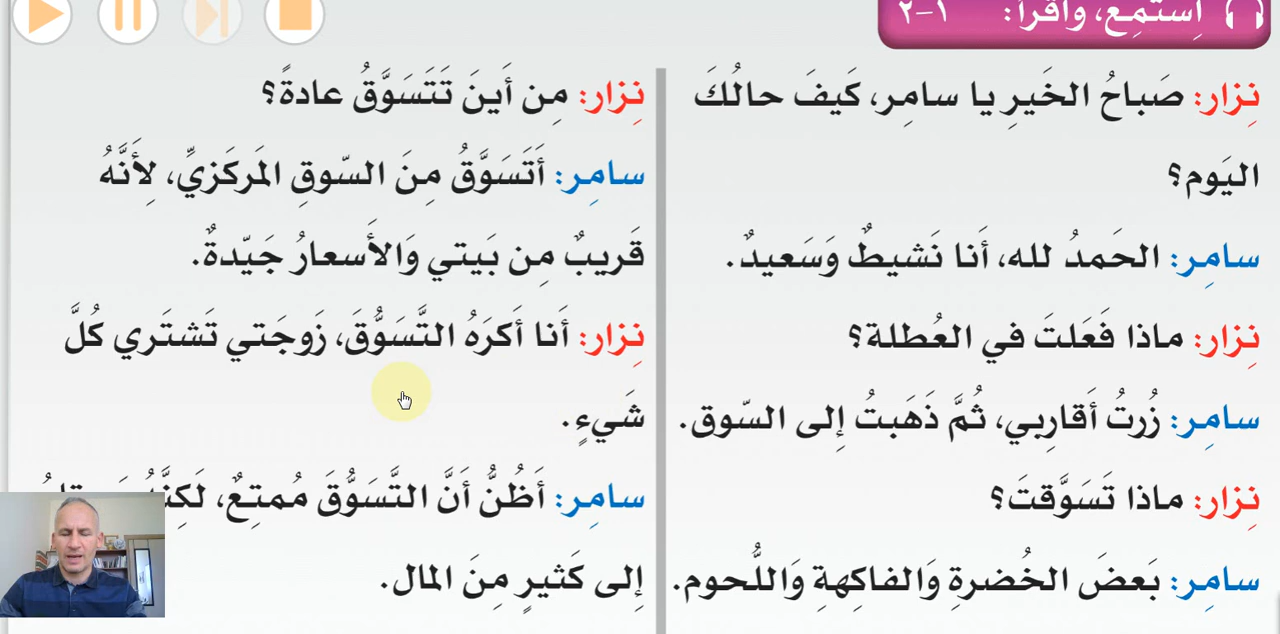 اِستَمِع، وَاقرَأ: ١-٢
نِزار: صَباحُ الخَيرِ يا سامِر، كَيفَ حالُكَ
اليَوم؟
سامِر: الحَمدُ لله، أَنا نَشيطٌ وَسَعيدٌ.
نِزار: ماذا فَعَلتَ في العُطلة؟
سامِر: زُرتُ أَقارِبي، ثُمَّ ذَهَبتُ إِلى السّوق.
نِزار: ماذا تَسَوَّقتَ؟
سامِر: بَعضَ الخُضرةِ وَالفاكِهةِ وَاللُّحوم.
نِزار: مِن أَينَ تَتَسَوَّقُ عادةً؟
سامِر: أَتَسَوَّقُ مِنَ السّوقِ المَركَزيِّ، لِأَنَّهُ
قَريبٌ مِن بَيتي وَالأَسعارُ جَيّدةٌ.
نِزار: أَنا أَكرَهُ التَّسَوُّقَ، زَوجَتي تَشتَري كُلَّ
شَيءٍ.
سامِر: أَظُنُّ أَنَّ التَّسَوُّقَ مُمتِعٌ، لَكِنَّهُ
إِلى كَثيرٍ مِنَ المال.